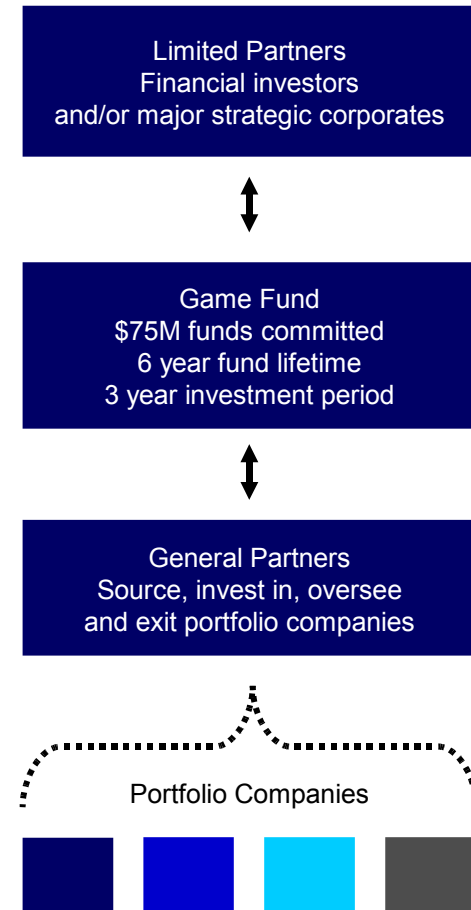 Limited Partners
Financial investors
and/or major strategic corporates
Game Fund
$75M funds committed
6 year fund lifetime
3 year investment period
General Partners
Source, invest in, oversee
and exit portfolio companies
Portfolio Companies